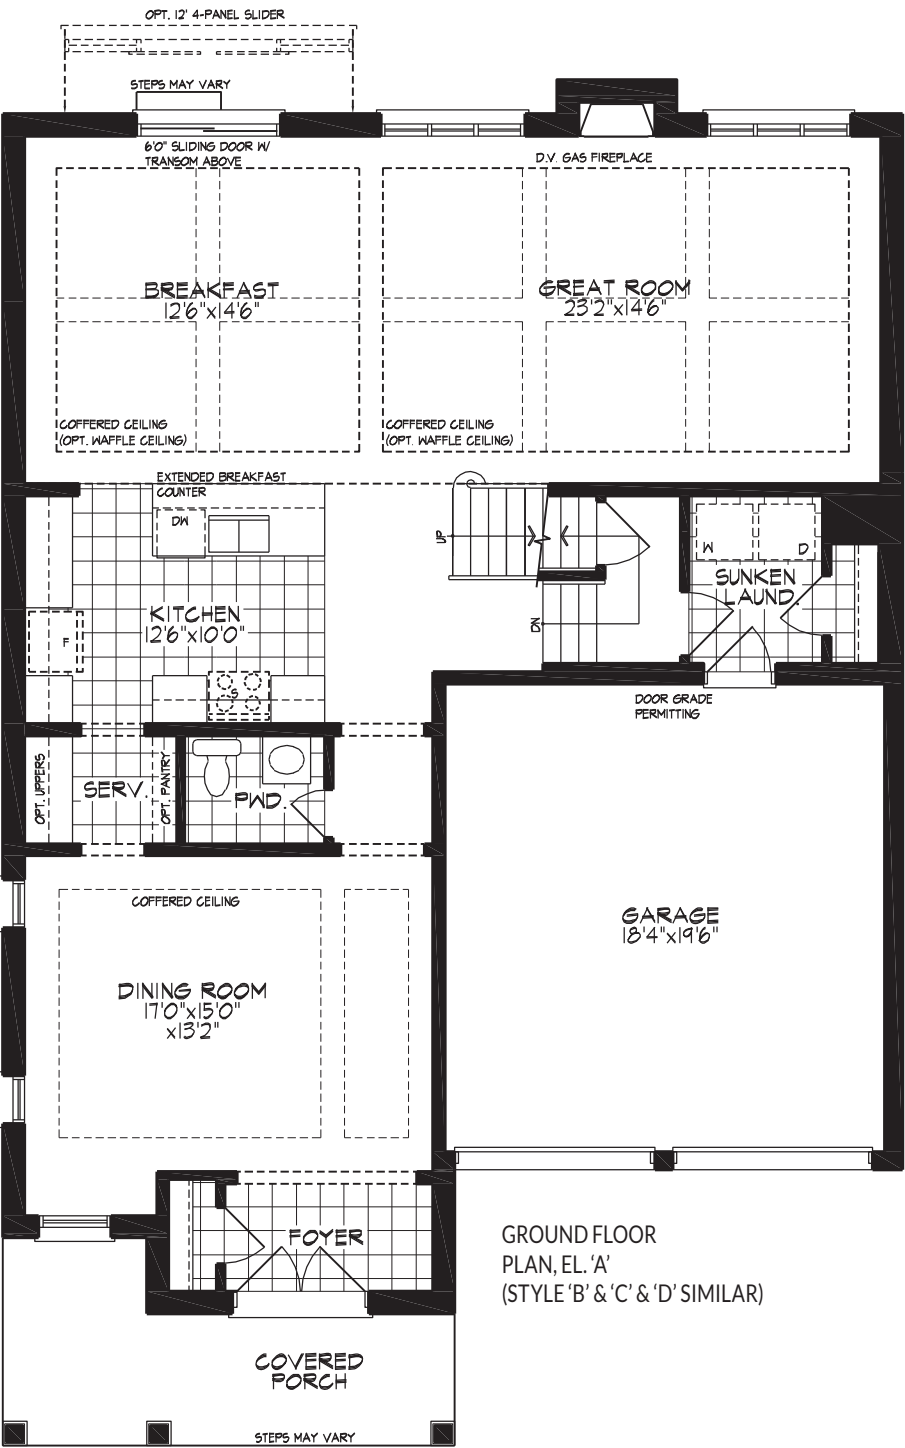 OPT. 12' 4-PANEL SLIDER
STEPS MAY VARY
6'0" SLIDING DOOR W/
TRANSOM ABOVE
D.V. GAS FIREPLACE
BREAKFAST
12'6"x14'6"
GREAT ROOM
23'2"x14'6"
COFFERED CEILING
(OPT. WAFFLE CEILING)
COFFERED CEILING
(OPT. WAFFLE CEILING)
EXTENDED BREAKFAST
COUNTER
DW
UP
W
D
SUNKEN
LAUND.
KITCHEN
12'6"x10'0"
F
DN
S
DOOR GRADE
PERMITTING
OPT. UPPERS
SERV.
OPT. PANTRY
PWD.
COFFERED CEILING
GARAGE
18'4"x19'6"
DINING ROOM
17'0"x15'0"
x13'2"
FOYER
GROUND FLOOR
PLAN, EL. ‘A’
(STYLE ‘B’ & ‘C’ & ‘D’ SIMILAR)
COVERED
PORCH
STEPS MAY VARY